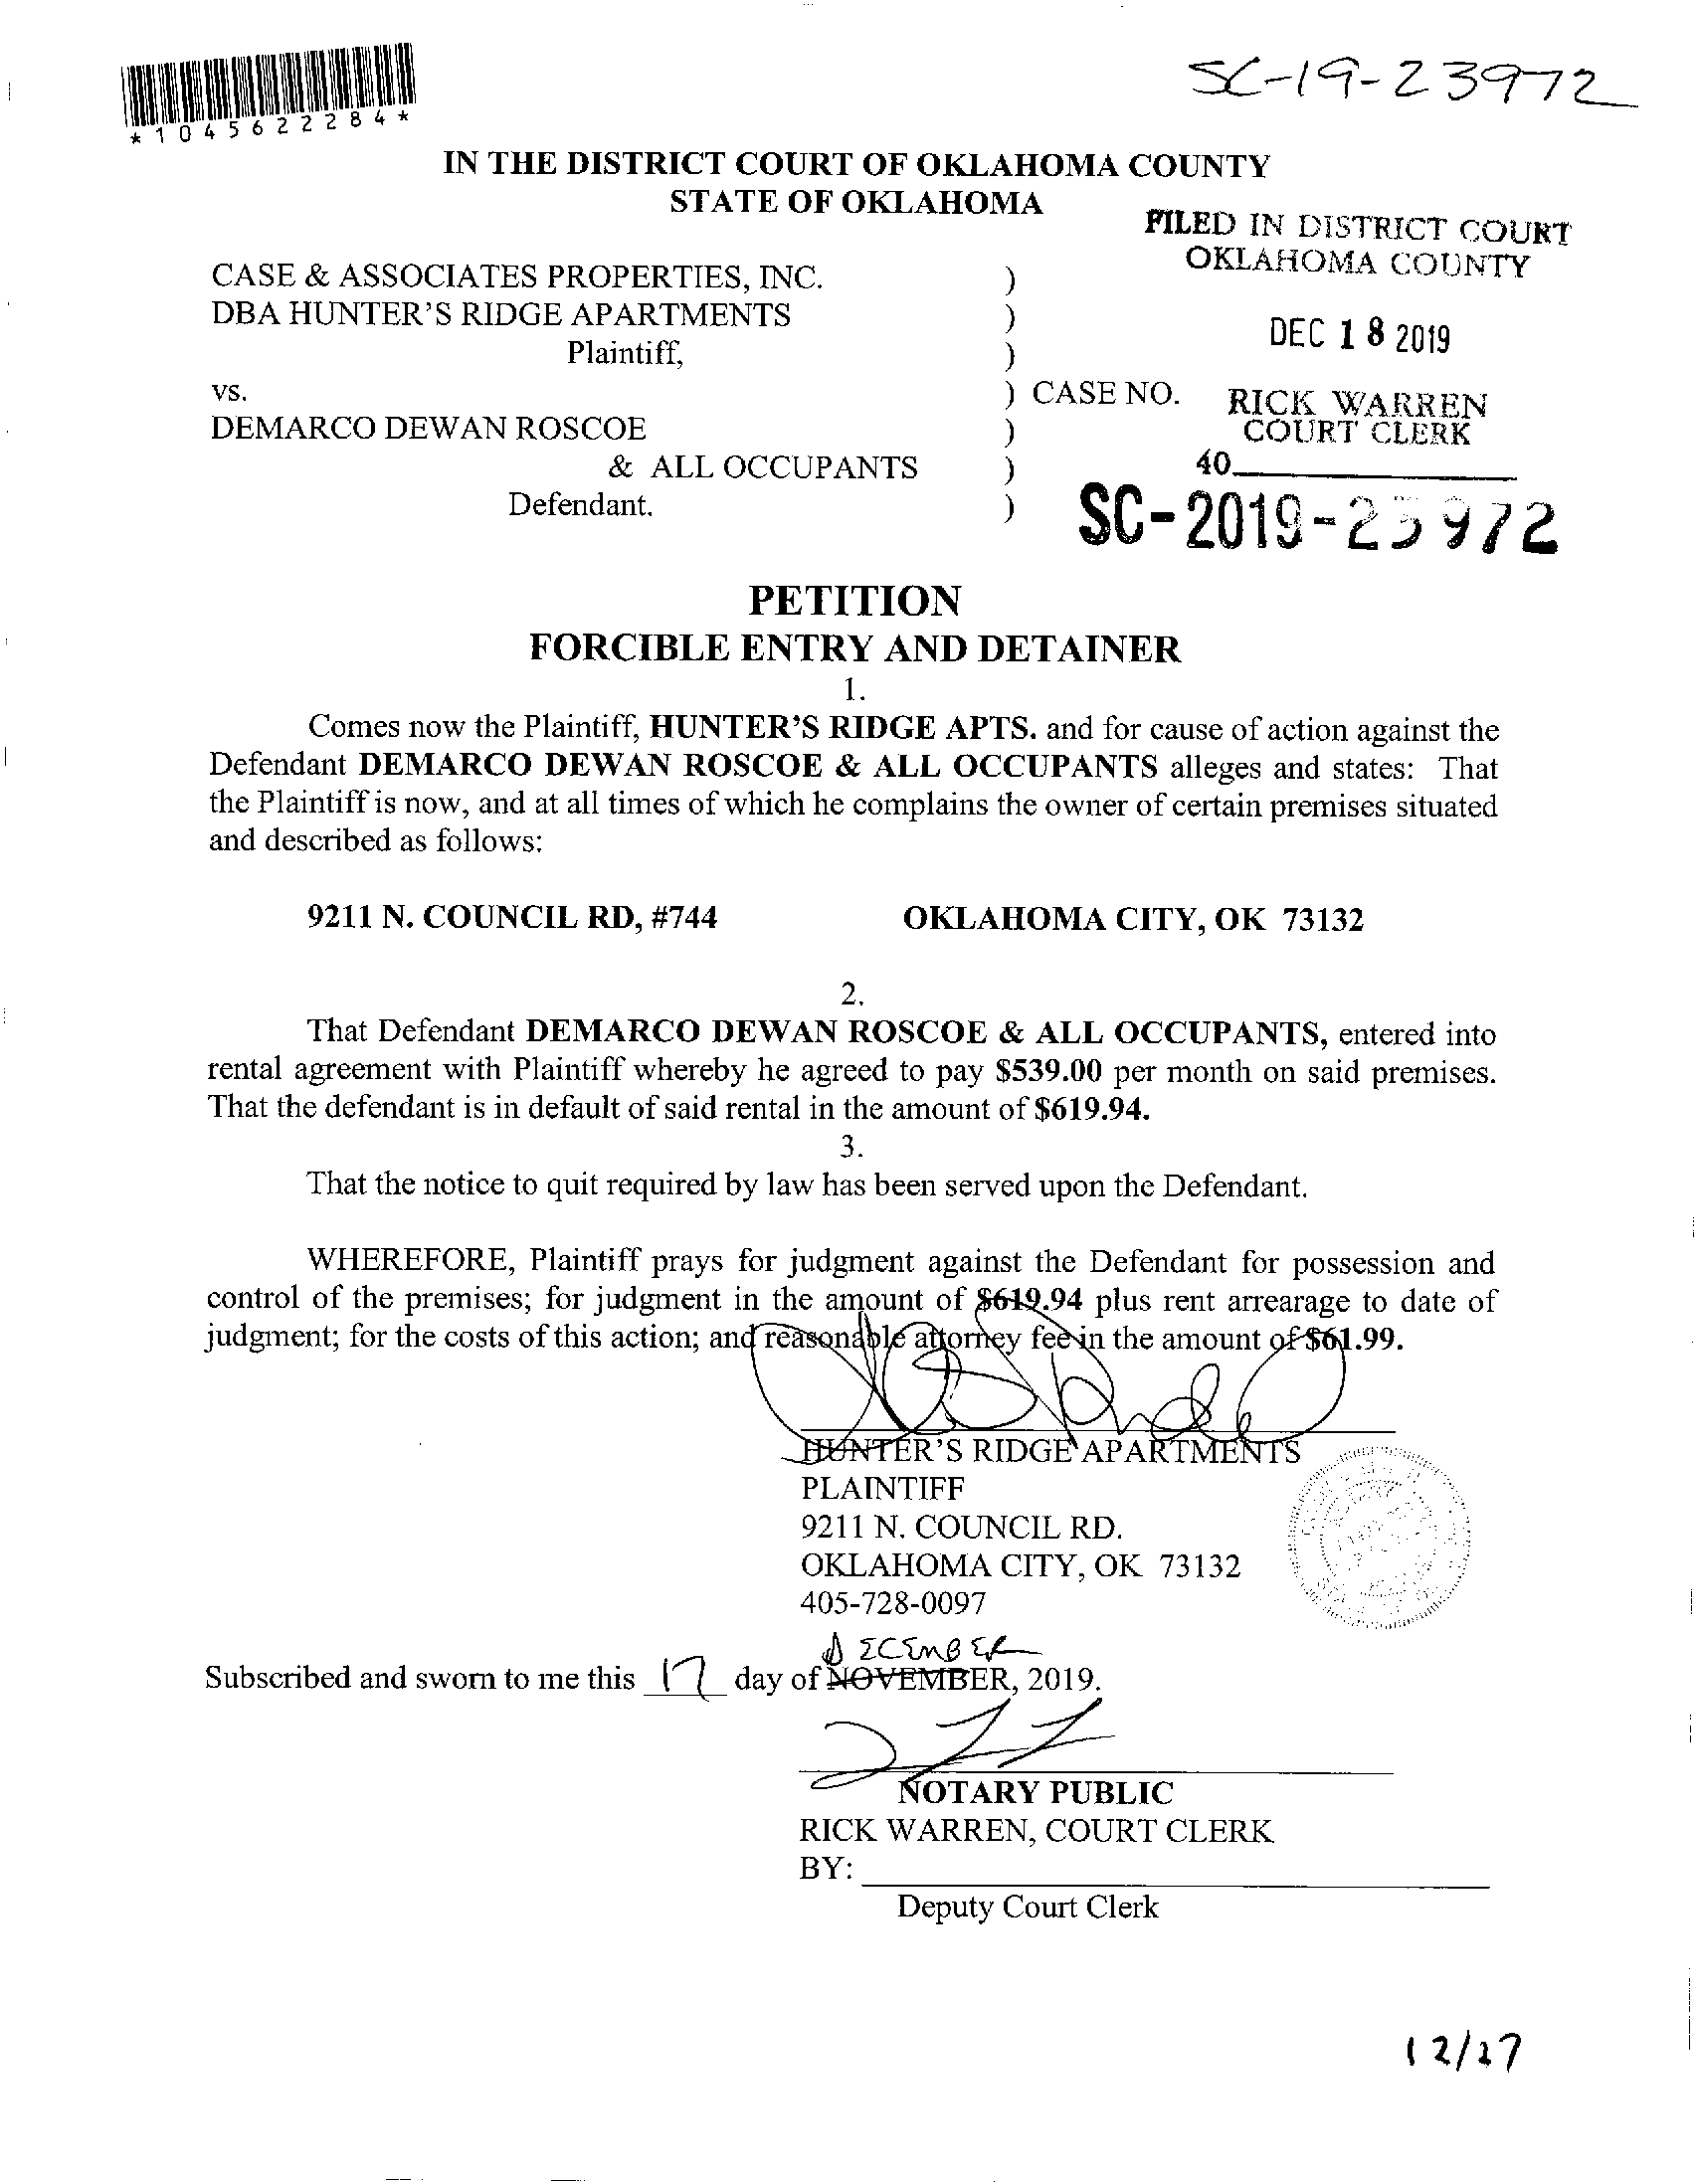 SC-19-23972
*1045622284*
IN THE DISTRICT COURT OF OKLAHOMA COUNTY
STATE OF OKLAHOMA
FILED IN DISTRICT COURT
OKLAHOMA COUNTY
CASE & ASSOCIATES PROPERTIES, INC. )
DBA HUNTER'S RIDGE APARTMENTS )
DEC 18 2019
Plaintiff, )
vs. ) CASE NO.
RICK WARREN
COURT CLERK
DEMARCO DEWAN ROSCOE )
40
& ALL OCCUPANTS )
Defendant. )
SC-2019-23972
PETITION
FORCIBLE ENTRY AND DETAINER
1.
Comes now the Plaintiff, HUNTER'S RIDGE APTS. and for cause of action against the
Defendant DEMARCO DEWAN ROSCOE & ALL OCCUPANTS alleges and states: That
the Plaintiff is now, and at all times of which he complains the owner of certain premises situated
and described as follows:
9211 N. COUNCIL RD, #744 OKLAHOMA CITY, OK 73132
2.
That Defendant DEMARCO DEWAN ROSCOE & ALL OCCUPANTS, entered into
rental agreement with Plaintiff whereby he agreed to pay $539.00 per month on said premises.
That the defendant is in default of said rental in the amount of $619.94.
3.
That the notice to quit required by law has been served upon the Defendant.
WHEREFORE, Plaintiff prays for judgment against the Defendant for possession and
control of the premises; for judgment in the amount of $619.94 plus rent arrearage to date of
judgment; for the costs of this action; and reasonable attorney fee in the amount of $61.99.
HUNTER'S RIDGE APARTMENTS
PLAINTIFF
9211 N. COUNCIL RD.
OKLAHOMA CITY, OK 73132
405-728-0097
DECEMBER
Subscribed and sworn to me this 17 day of NOVEMBER, 2019.
NOTARY PUBLIC
RICK WARREN, COURT CLERK
BY:
Deputy Court Clerk
12/27